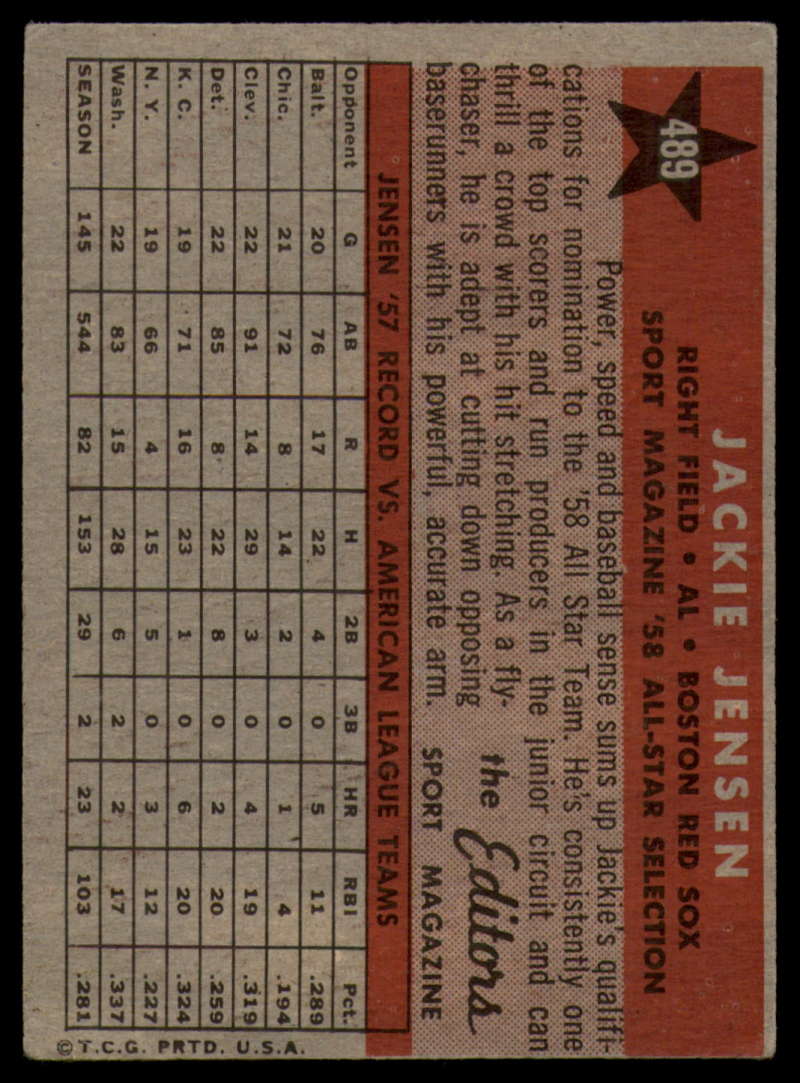 489
JACKIE JENSEN
RIGHT FIELD • AL • BOSTON RED SOX
SPORT MAGAZINE '58 ALL-STAR SELECTION
Power, speed and baseball sense sums up Jackie's qualifi-
cations for nomination to the '58 All Star Team. He's consistently one
of the top scorers and run producers in the junior circuit and can
thrill a crowd with his hit stretching. As a fly-
chaser, he is adept at cutting down opposing
baserunners with his powerful, accurate arm.
the Editors
SPORT MAGAZINE
JENSEN '57 RECORD VS. AMERICAN LEAGUE TEAMS
Opponent G AB R H 2B 3B HR RBI Pct.
Balt. 20 76 17 22 4 0 5 11 .289
Chic. 21 72 8 14 2 0 1 4 .194
Clev. 22 91 14 29 3 0 4 19 .319
Det. 22 85 8 22 8 0 2 20 .259
K. C. 19 71 16 23 1 0 6 20 .324
N. Y. 19 66 4 15 5 0 3 12 .227
Wash. 22 83 15 28 6 2 2 17 .337
SEASON 145 544 82 153 29 2 23 103 .281
© T.C.G. PRTD. U.S.A.